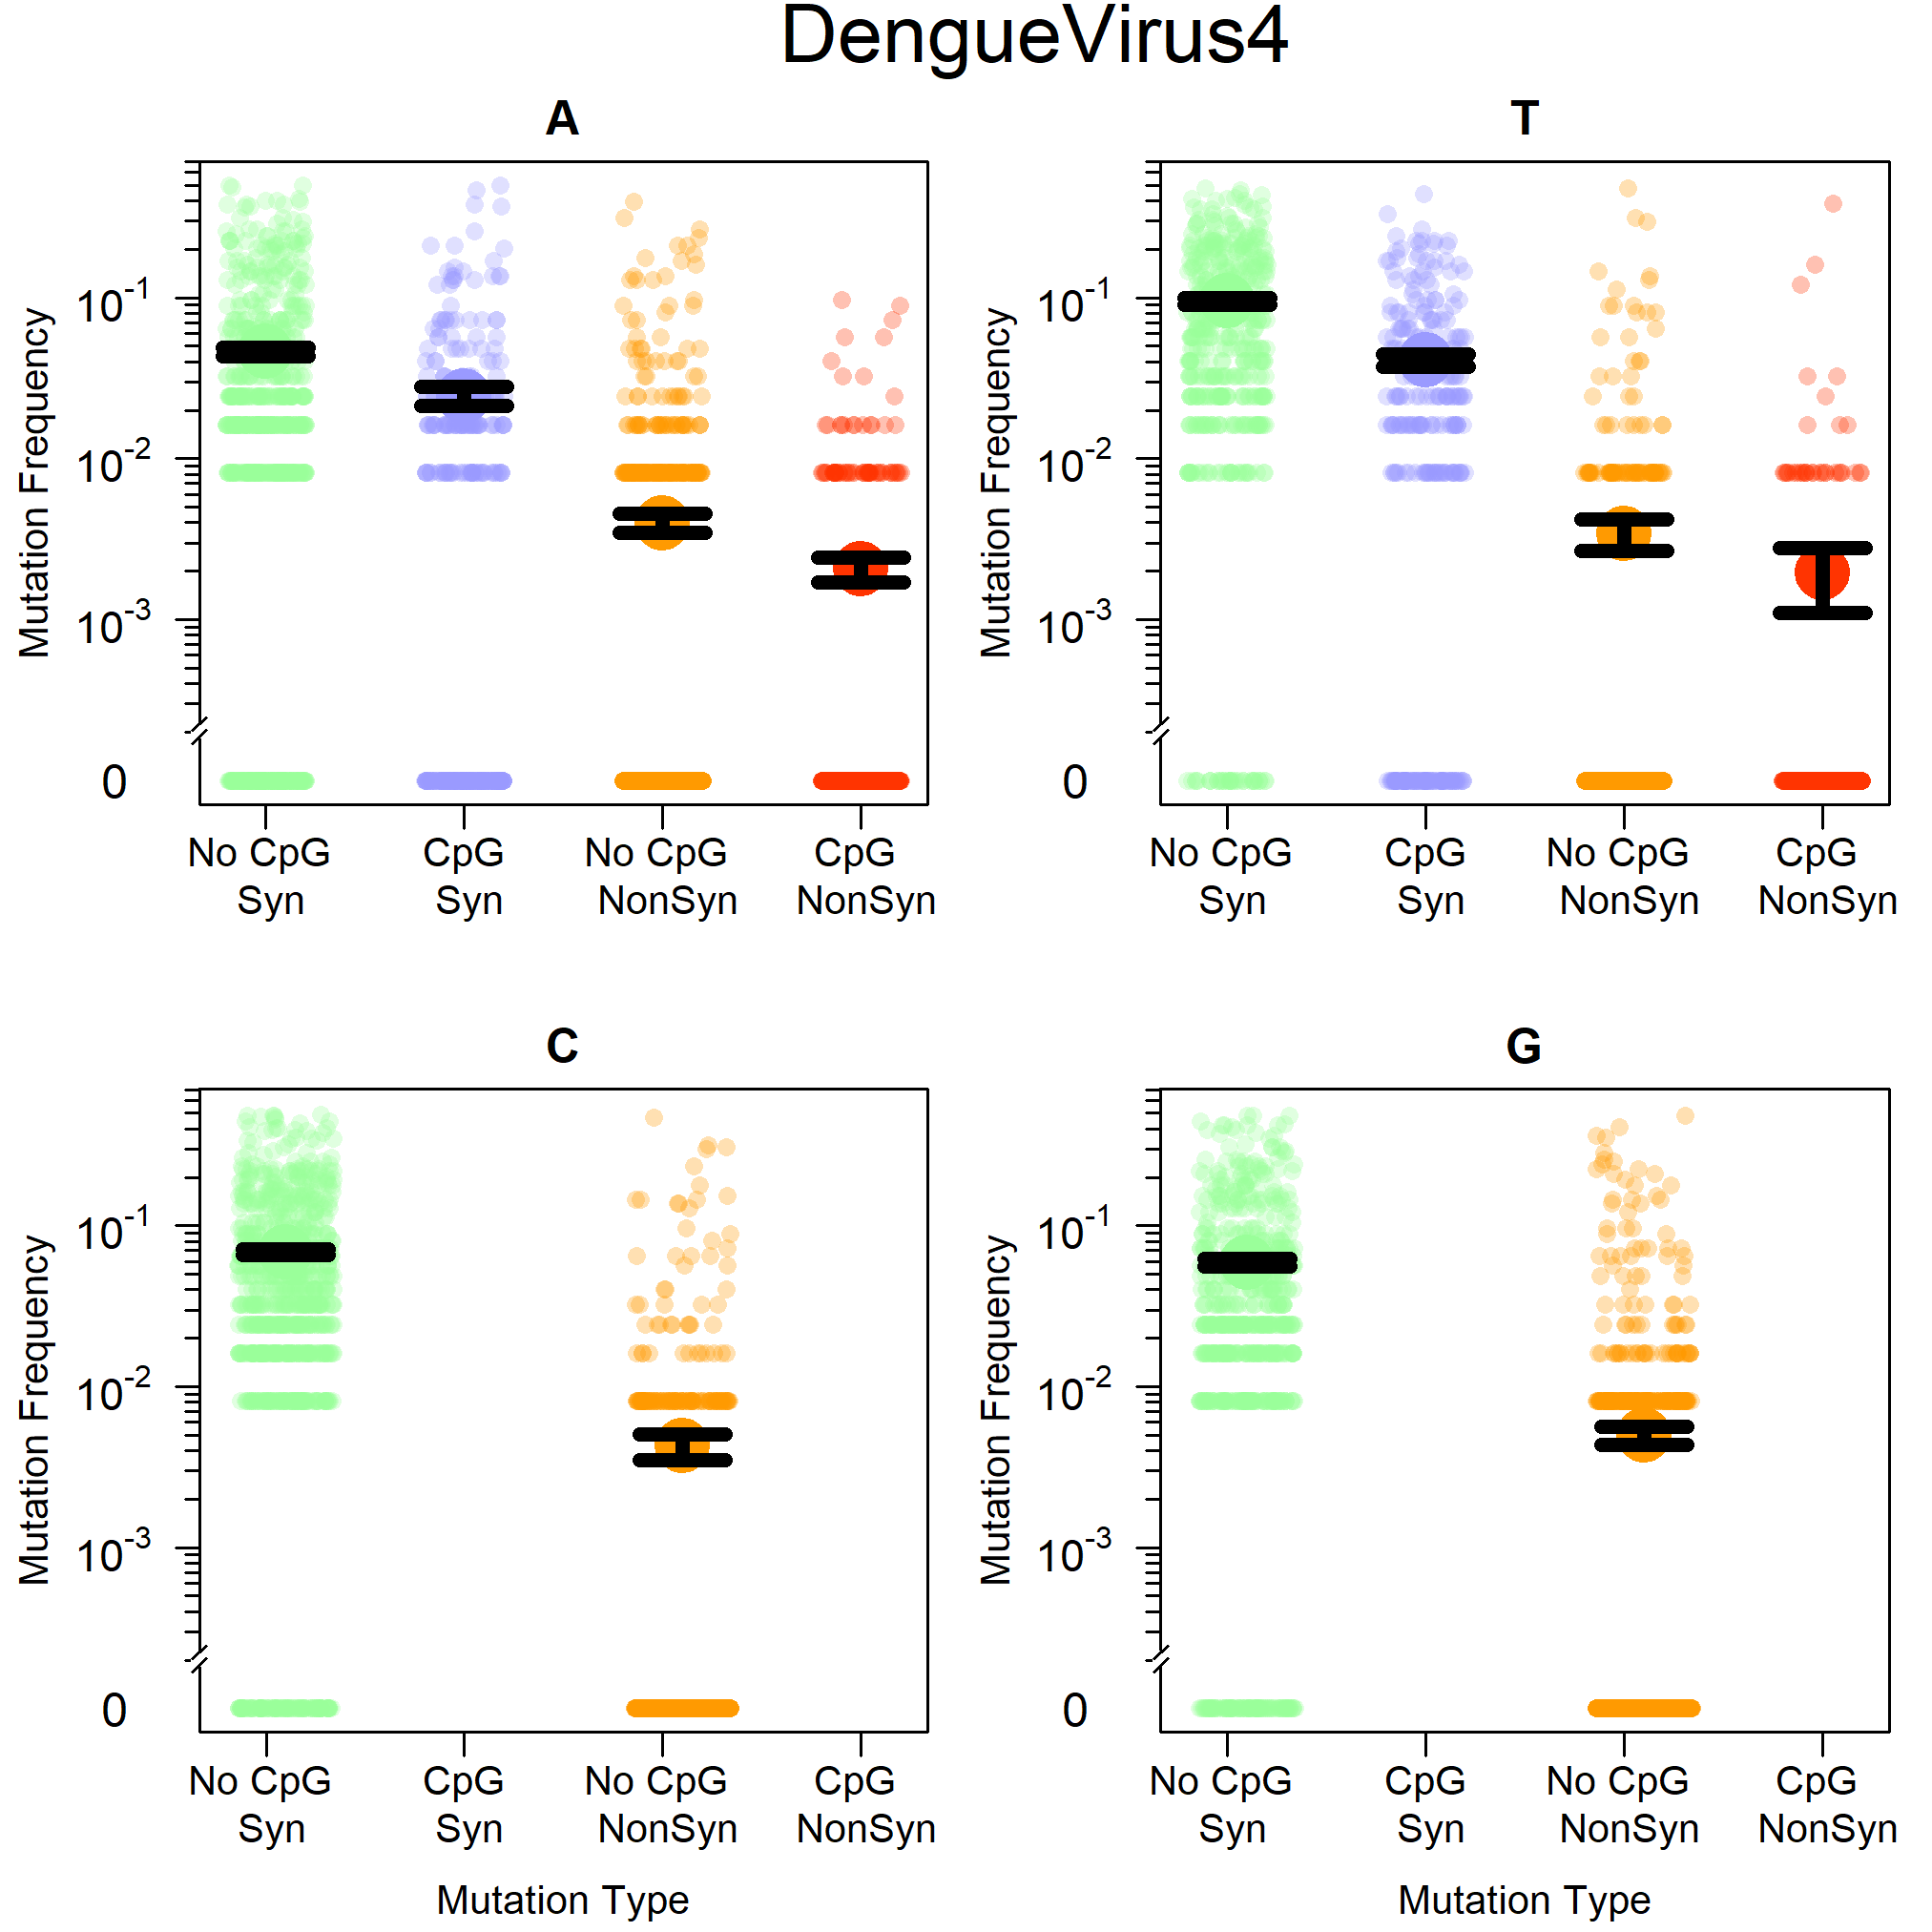 DengueVirus4
A
Mutation Frequency
10^-1
10^-2
10^-3
0
No CpG Syn
CpG Syn
No CpG NonSyn
CpG NonSyn
T
Mutation Frequency
10^-1
10^-2
10^-3
0
No CpG Syn
CpG Syn
No CpG NonSyn
CpG NonSyn
C
Mutation Frequency
10^-1
10^-2
10^-3
0
No CpG Syn
CpG Syn
No CpG NonSyn
CpG NonSyn
Mutation Type
G
Mutation Frequency
10^-1
10^-2
10^-3
0
No CpG Syn
CpG Syn
No CpG NonSyn
CpG NonSyn
Mutation Type